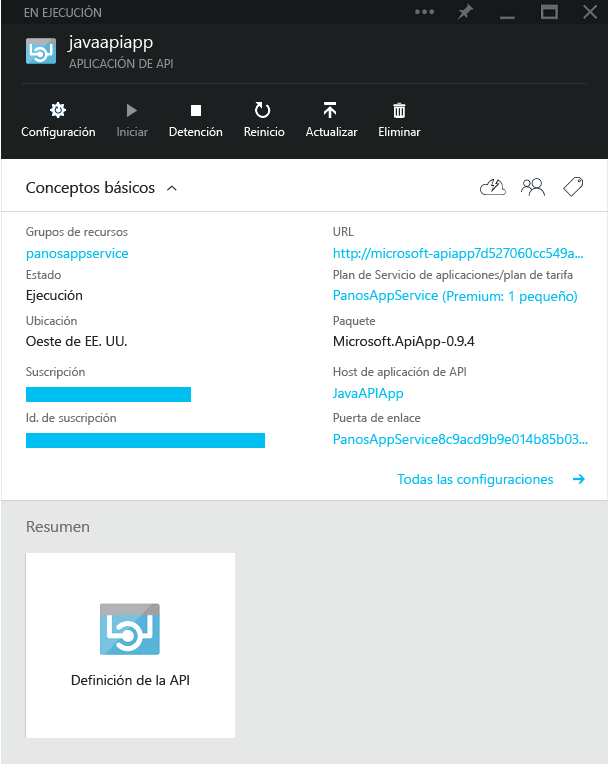 EN EJECUCIÓN
javaapiapp
APLICACIÓN DE API
Configuración
Iniciar
Detención
Reinicio
Actualizar
Eliminar
Conceptos básicos
Grupos de recursos
panosappservice
Estado
Ejecución
Ubicación
Oeste de EE. UU.
Suscripción
Id. de suscripción
URL
http://microsoft-apiapp7d527060cc549a...
Plan de Servicio de aplicaciones/plan de tarifa
PanosAppService (Premium: 1 pequeño)
Paquete
Microsoft.ApiApp-0.9.4
Host de aplicación de API
JavaAPIApp
Puerta de enlace
PanosAppService8c9acd9b9e014b85b03...
Todas las configuraciones
Resumen
Definición de la API